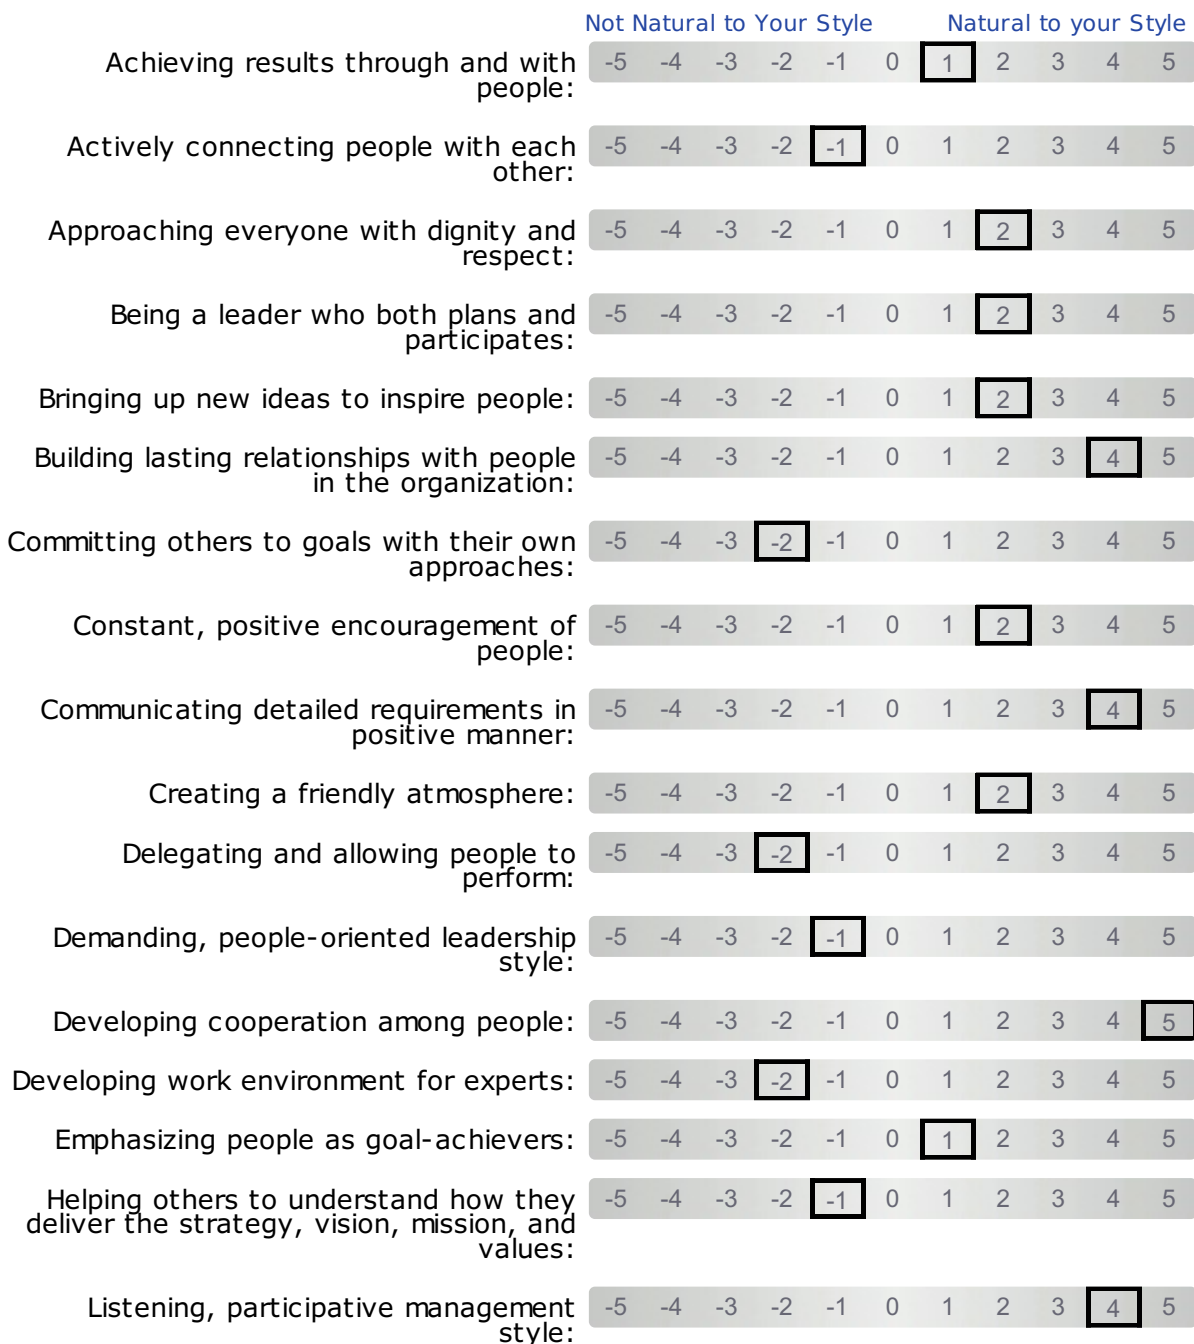 Not Natural to Your Style Natural to your Style
Achieving results through and with -5 -4 -3 -2 -1 0 1 2 3 4 5
people:
Actively connecting people with each -5 -4 -3 -2 -1 0 1 2 3 4 5
other:
Approaching everyone with dignity and -5 -4 -3 -2 -1 0 1 2 3 4 5
respect:
Being a leader who both plans and -5 -4 -3 -2 -1 0 1 2 3 4 5
participates:
Bringing up new ideas to inspire people: -5 -4 -3 -2 -1 0 1 2 3 4 5
Building lasting relationships with people -5 -4 -3 -2 -1 0 1 2 3 4 5
in the organization:
Committing others to goals with their own -5 -4 -3 -2 -1 0 1 2 3 4 5
approaches:
Constant, positive encouragement of -5 -4 -3 -2 -1 0 1 2 3 4 5
people:
Communicating detailed requirements in -5 -4 -3 -2 -1 0 1 2 3 4 5
positive manner:
Creating a friendly atmosphere: -5 -4 -3 -2 -1 0 1 2 3 4 5
Delegating and allowing people to -5 -4 -3 -2 -1 0 1 2 3 4 5
perform:
Demanding, people-oriented leadership -5 -4 -3 -2 -1 0 1 2 3 4 5
style:
Developing cooperation among people: -5 -4 -3 -2 -1 0 1 2 3 4 5
Developing work environment for experts: -5 -4 -3 -2 -1 0 1 2 3 4 5
Emphasizing people as goal-achievers: -5 -4 -3 -2 -1 0 1 2 3 4 5
Helping others to understand how they -5 -4 -3 -2 -1 0 1 2 3 4 5
deliver the strategy, vision, mission, and
values:
Listening, participative management -5 -4 -3 -2 -1 0 1 2 3 4 5
style: